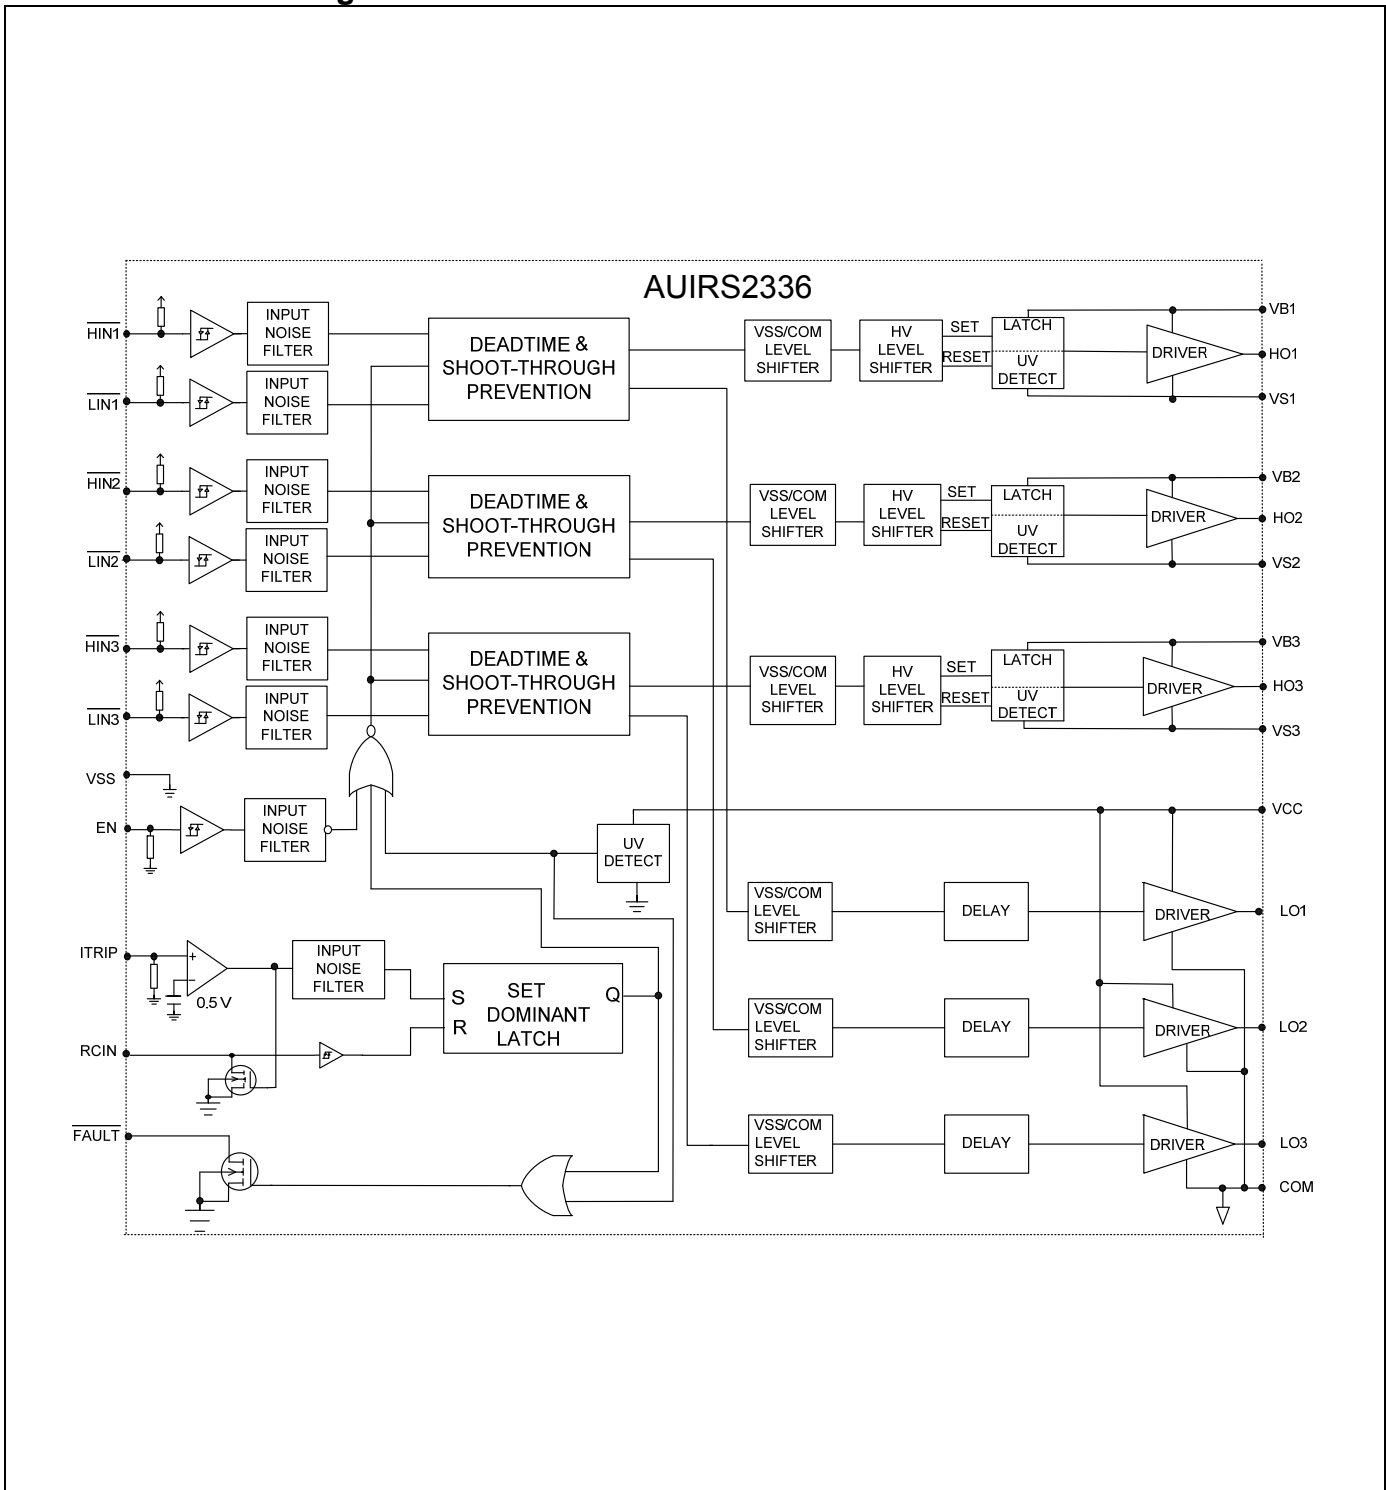 AUIRS2336
HIN1
INPUT
NOISE
FILTER
LIN1
INPUT
NOISE
FILTER
DEADTIME &
SHOOT-THROUGH
PREVENTION
VSS/COM
LEVEL
SHIFTER
HV
LEVEL
SHIFTER
SET
RESET
LATCH
UV
DETECT
DRIVER
VB1
HO1
VS1
HIN2
INPUT
NOISE
FILTER
LIN2
INPUT
NOISE
FILTER
DEADTIME &
SHOOT-THROUGH
PREVENTION
VSS/COM
LEVEL
SHIFTER
HV
LEVEL
SHIFTER
SET
RESET
LATCH
UV
DETECT
DRIVER
VB2
HO2
VS2
HIN3
INPUT
NOISE
FILTER
LIN3
INPUT
NOISE
FILTER
DEADTIME &
SHOOT-THROUGH
PREVENTION
VSS/COM
LEVEL
SHIFTER
HV
LEVEL
SHIFTER
SET
RESET
LATCH
UV
DETECT
DRIVER
VB3
HO3
VS3
VSS
EN
INPUT
NOISE
FILTER
UV
DETECT
VCC
VSS/COM
LEVEL
SHIFTER
DELAY
DRIVER
LO1
ITRIP
+
−
0.5 V
INPUT
NOISE
FILTER
S
R
SET
DOMINANT
LATCH
Q
RCIN
VSS/COM
LEVEL
SHIFTER
DELAY
DRIVER
LO2
FAULT
VSS/COM
LEVEL
SHIFTER
DELAY
DRIVER
LO3
COM